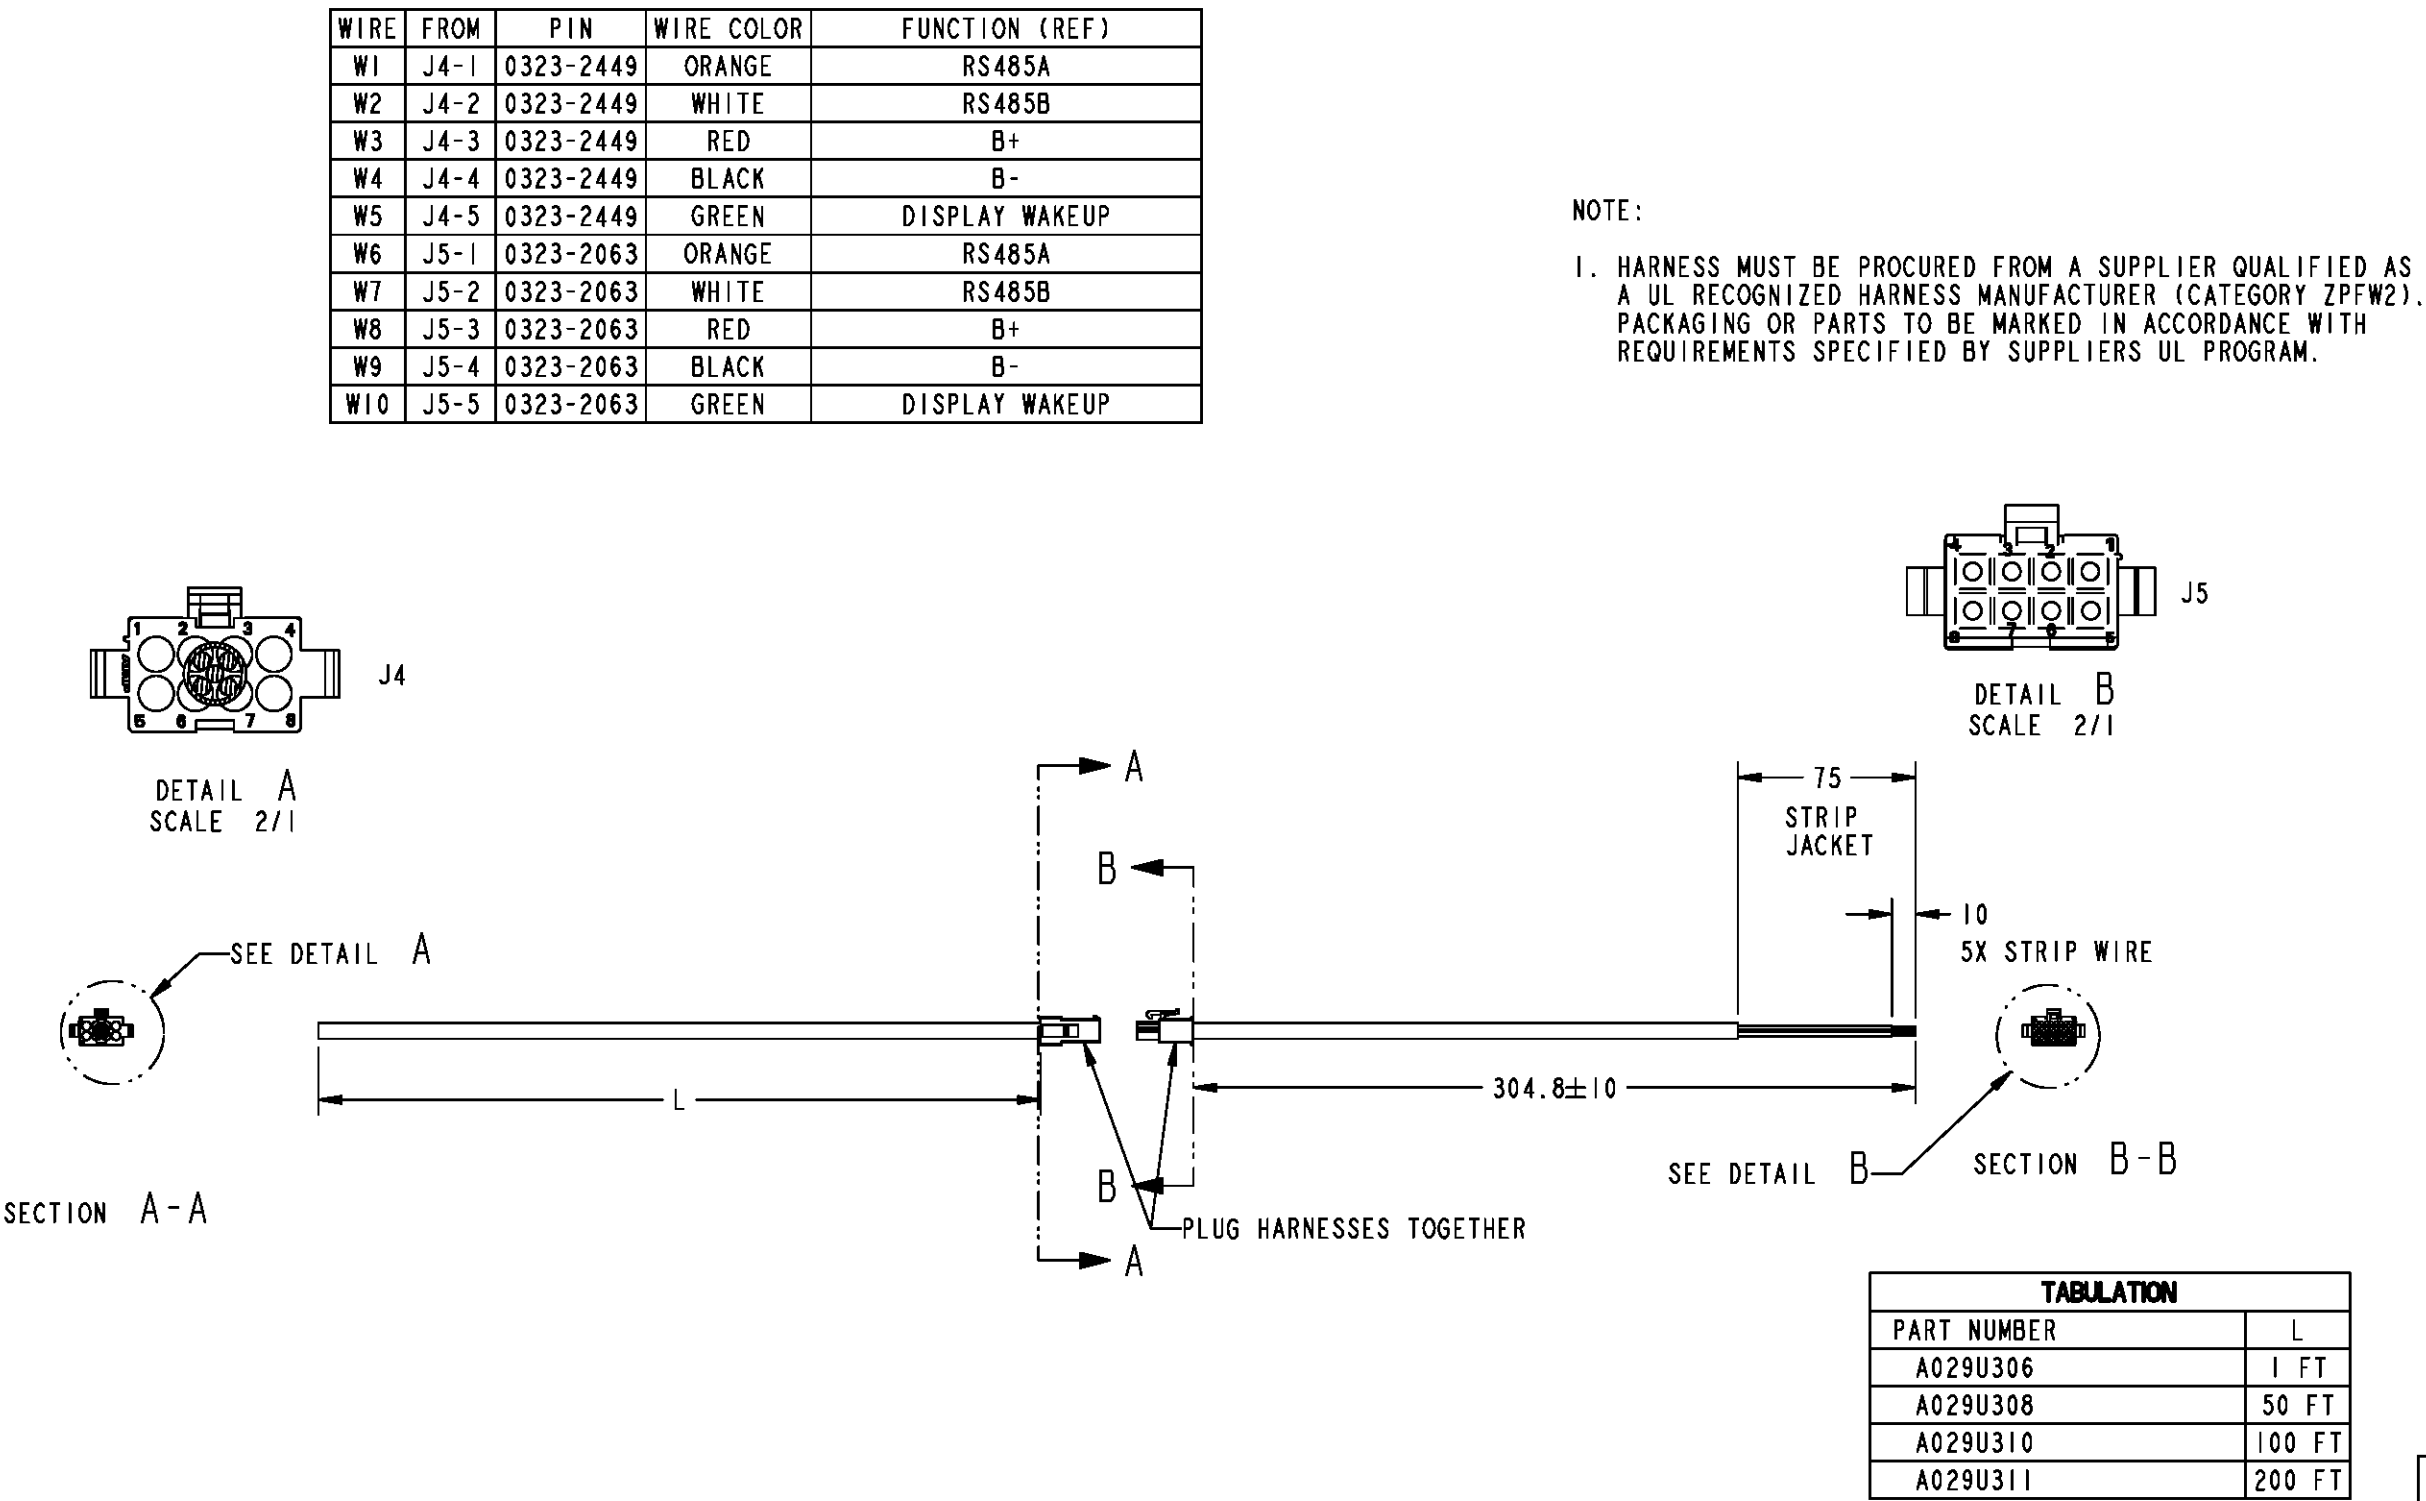 WIRE FROM PIN WIRE COLOR FUNCTION (REF)
W1 J4-1 0323-2449 ORANGE RS485A
W2 J4-2 0323-2449 WHITE RS485B
W3 J4-3 0323-2449 RED B+
W4 J4-4 0323-2449 BLACK B-
W5 J4-5 0323-2449 GREEN DISPLAY WAKEUP
W6 J5-1 0323-2063 ORANGE RS485A
W7 J5-2 0323-2063 WHITE RS485B
W8 J5-3 0323-2063 RED B+
W9 J5-4 0323-2063 BLACK B-
W10 J5-5 0323-2063 GREEN DISPLAY WAKEUP
NOTE:
1. HARNESS MUST BE PROCURED FROM A SUPPLIER QUALIFIED AS
A UL RECOGNIZED HARNESS MANUFACTURER (CATEGORY ZPFW2).
PACKAGING OR PARTS TO BE MARKED IN ACCORDANCE WITH
REQUIREMENTS SPECIFIED BY SUPPLIERS UL PROGRAM.
1 2 3 4
J4
5 6 7 8
DETAIL A
SCALE 2/1
4 3 2 1
J5
8 7 6 5
DETAIL B
SCALE 2/1
A
75
STRIP
JACKET
B
10
5X STRIP WIRE
SEE DETAIL A
L
304.8±10
B
SEE DETAIL B
SECTION B-B
SECTION A-A
PLUG HARNESSES TOGETHER
A
TABULATION
PART NUMBER L
A029U306 1 FT
A029U308 50 FT
A029U310 100 FT
A029U311 200 FT